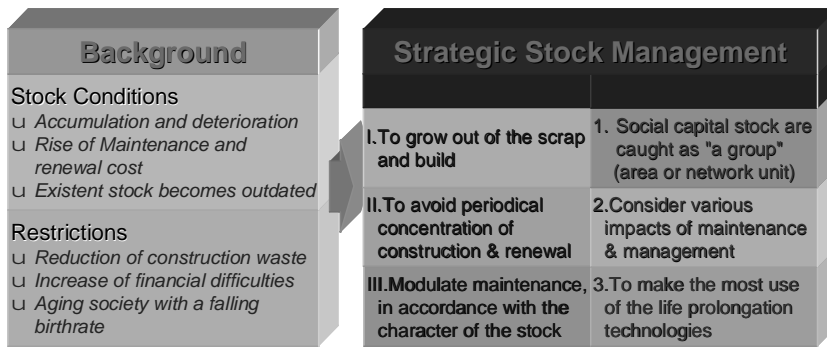 Background
Stock Conditions
u Accumulation and deterioration
u Rise of Maintenance and
renewal cost
u Existent stock becomes outdated
Restrictions
u Reduction of construction waste
u Increase of financial difficulties
u Aging society with a falling
birthrate
Strategic Stock Management
I.To grow out of the scrap
and build
1. Social capital stock are
caught as "a group"
(area or network unit)
II.To avoid periodical
concentration of
construction & renewal
2.Consider various
impacts of maintenance
& management
III.Modulate maintenance,
in accordance with the
character of the stock
3.To make the most use
of the life prolongation
technologies